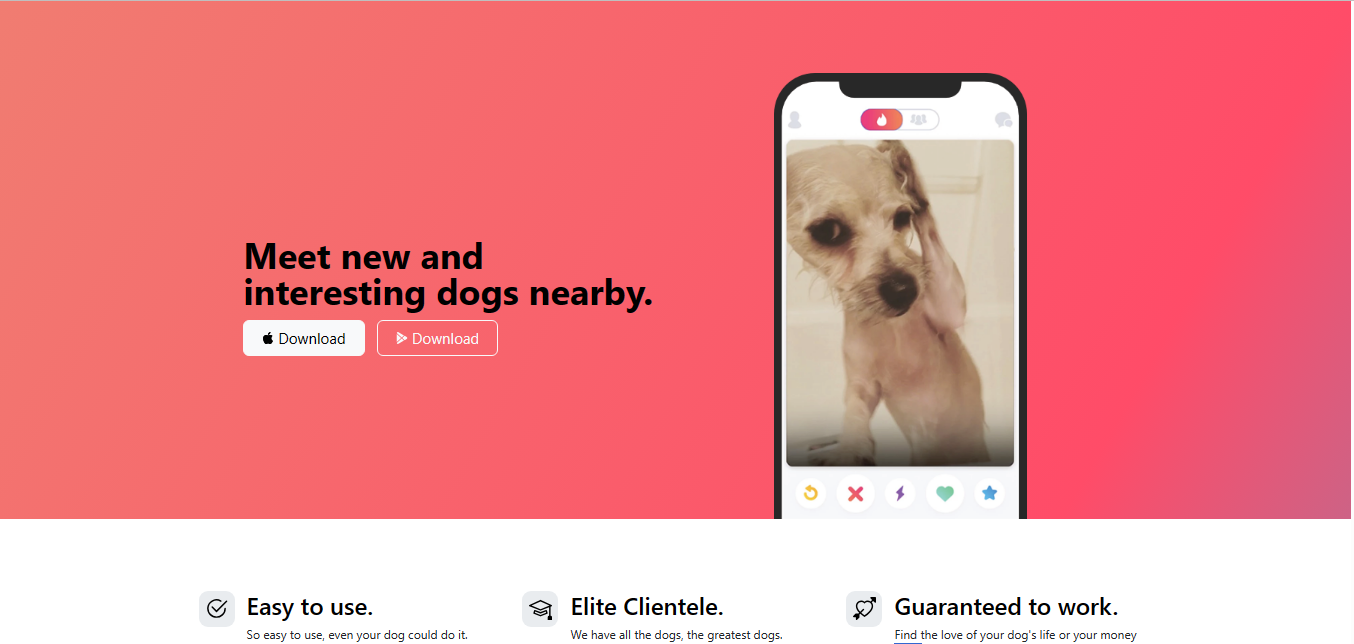 Meet new and
interesting dogs nearby.
Download
Download
Easy to use.
So easy to use, even your dog could do it.
Elite Clientele.
We have all the dogs, the greatest dogs.
Guaranteed to work.
Find the love of your dog's life or your money